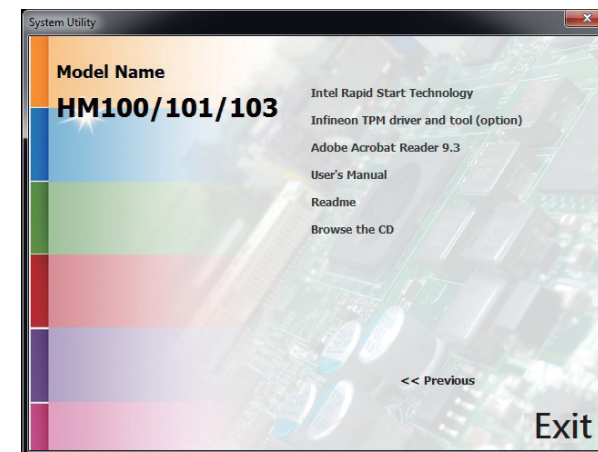 System Utility
Model Name
HM100/101/103
Intel Rapid Start Technology
Infineon TPM driver and tool (option)
Adobe Acrobat Reader 9.3
User's Manual
Readme
Browse the CD
<< Previous
Exit